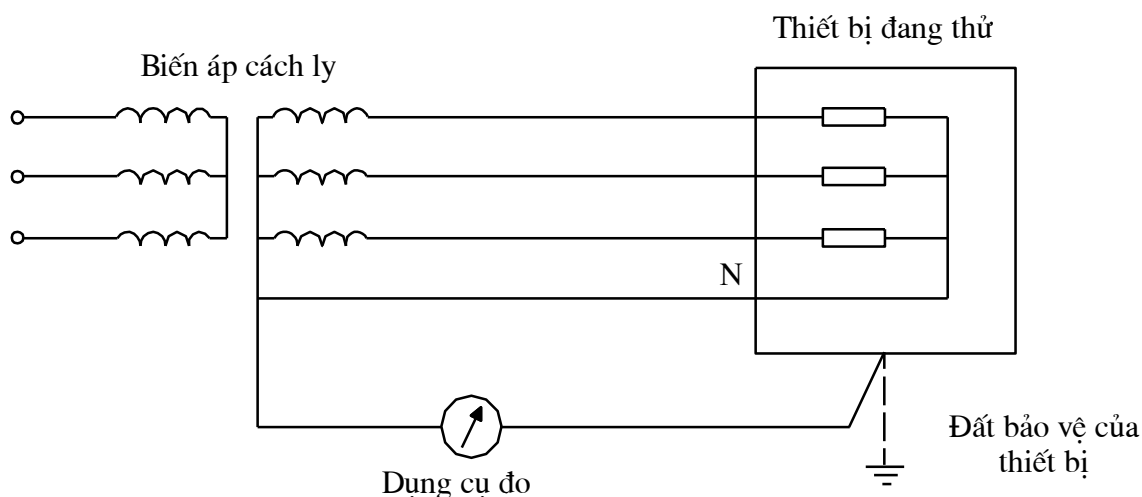 Thiết bị đang thử
Biến áp cách ly
N
Đất bảo vệ của
thiết bị
Dụng cụ đo